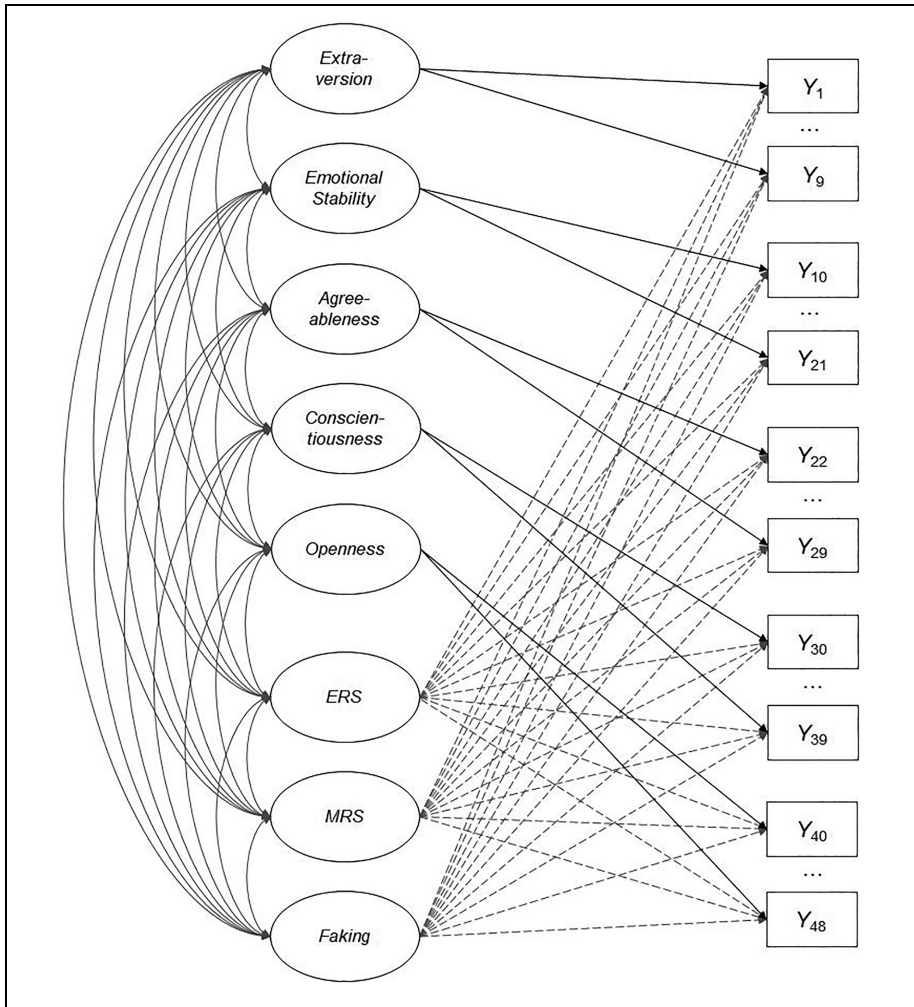 Extra-
version
Y1
...
Y9
Emotional
Stability
Y10
...
Y21
Agree-
ableness
Y22
...
Y29
Conscien-
tiousness
Y30
...
Y39
Openness
Y40
...
Y48
ERS
MRS
Faking